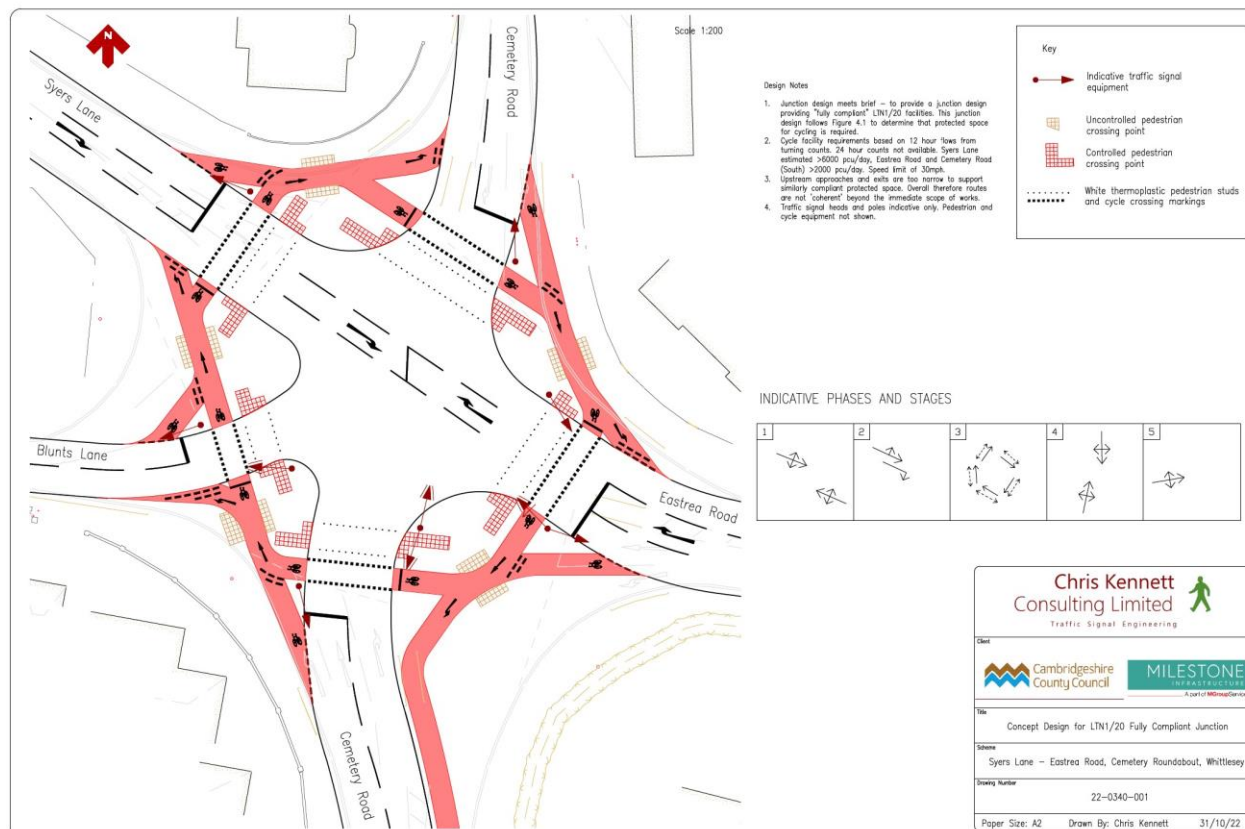 N
Scale 1:200
Syers Lane
Cemetery Road
Blunts Lane
Eastrea Road
Cemetery Road
Design Notes
1. Junction design meets brief – to provide a junction design
providing "fully compliant" LTN1/20 facilities. This junction
design follows Figure 4.1 to determine that protected space
for cycling is required.
2. Cycle facility requirements based on 12 hour flows from
turning counts. 24 hour counts not available. Syers Lane
estimated >6000 pcu/day, Eastrea Road and Cemetery Road
(South) >2000 pcu/day. Speed limit of 30mph.
3. Upstream approaches and exits are too narrow to support
similarly compliant protected space. Overall therefore routes
are not 'coherent' beyond the immediate scope of works.
4. Traffic signal heads and poles indicative only. Pedestrian and
cycle equipment not shown.
Key
Indicative traffic signal
equipment
Uncontrolled pedestrian
crossing point
Controlled pedestrian
crossing point
White thermoplastic pedestrian studs
and cycle crossing markings
INDICATIVE PHASES AND STAGES
1
2
3
4
5
Chris Kennett
Consulting Limited
Traffic Signal Engineering
Client
Cambridgeshire
County Council
MILESTONE
INFRASTRUCTURE
A part of MGroupServices
Title
Concept Design for LTN1/20 Fully Compliant Junction
Scheme
Syers Lane – Eastrea Road, Cemetery Roundabout, Whittlesey
Drawing Number
22-0340-001
Paper Size: A2 Drawn By: Chris Kennett 31/10/22